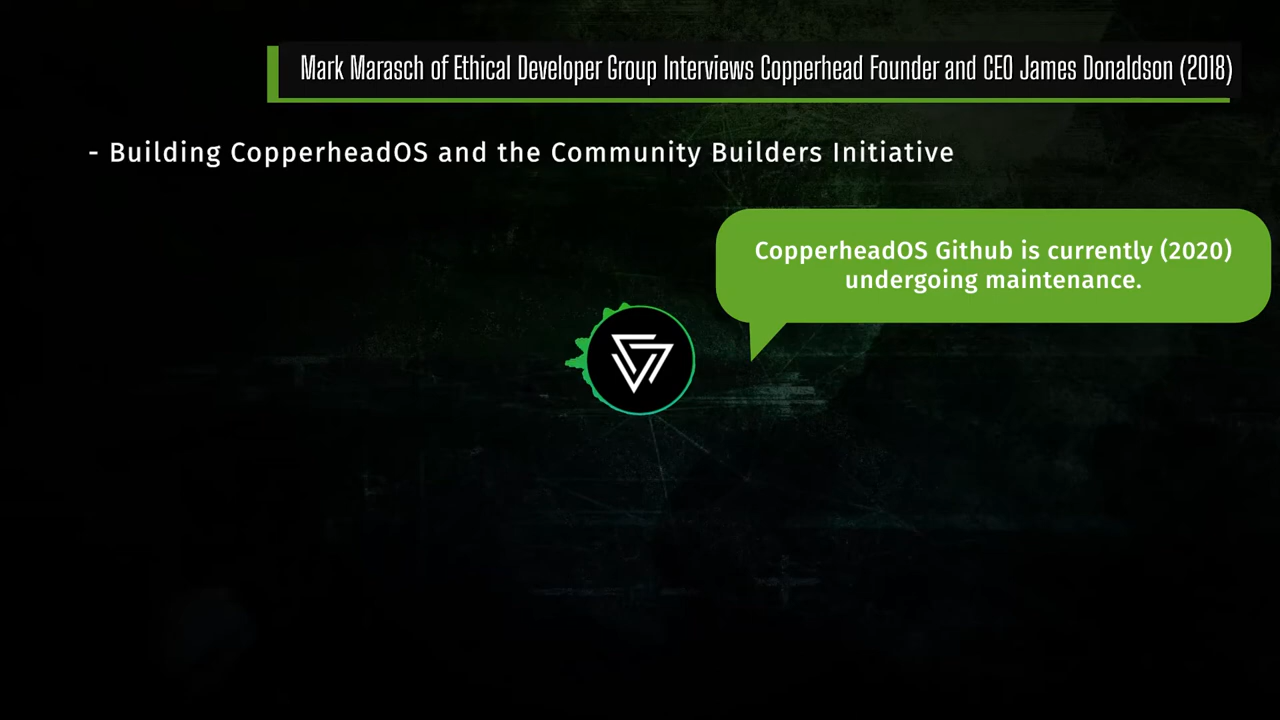 Mark Marasch of Ethical Developer Group Interviews Copperhead Founder and CEO James Donaldson (2018)
- Building CopperheadOS and the Community Builders Initiative
CopperheadOS Github is currently (2020)
undergoing maintenance.